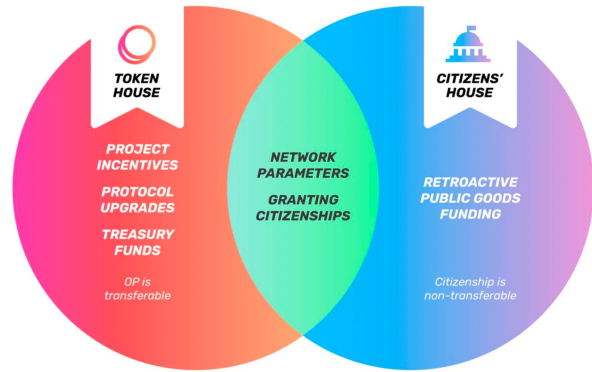 TOKEN
HOUSE
PROJECT
INCENTIVES
PROTOCOL
UPGRADES
TREASURY
FUNDS
OP is
transferable
NETWORK
PARAMETERS
GRANTING
CITIZENSHIPS
CITIZENS'
HOUSE
RETROACTIVE
PUBLIC GOODS
FUNDING
Citizenship is
non-transferable